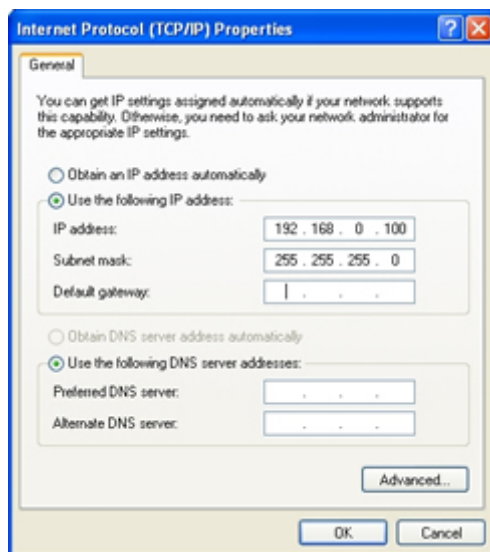 Internet Protocol (TCP/IP) Properties
General
You can get IP settings assigned automatically if your network supports
this capability. Otherwise, you need to ask your network administrator for
the appropriate IP settings.
Obtain an IP address automatically
Use the following IP address:
IP address: 192 . 168 . 0 . 100
Subnet mask: 255 . 255 . 255 . 0
Default gateway: . . .
Obtain DNS server address automatically
Use the following DNS server addresses:
Preferred DNS server: . . .
Alternate DNS server: . . .
Advanced...
OK Cancel